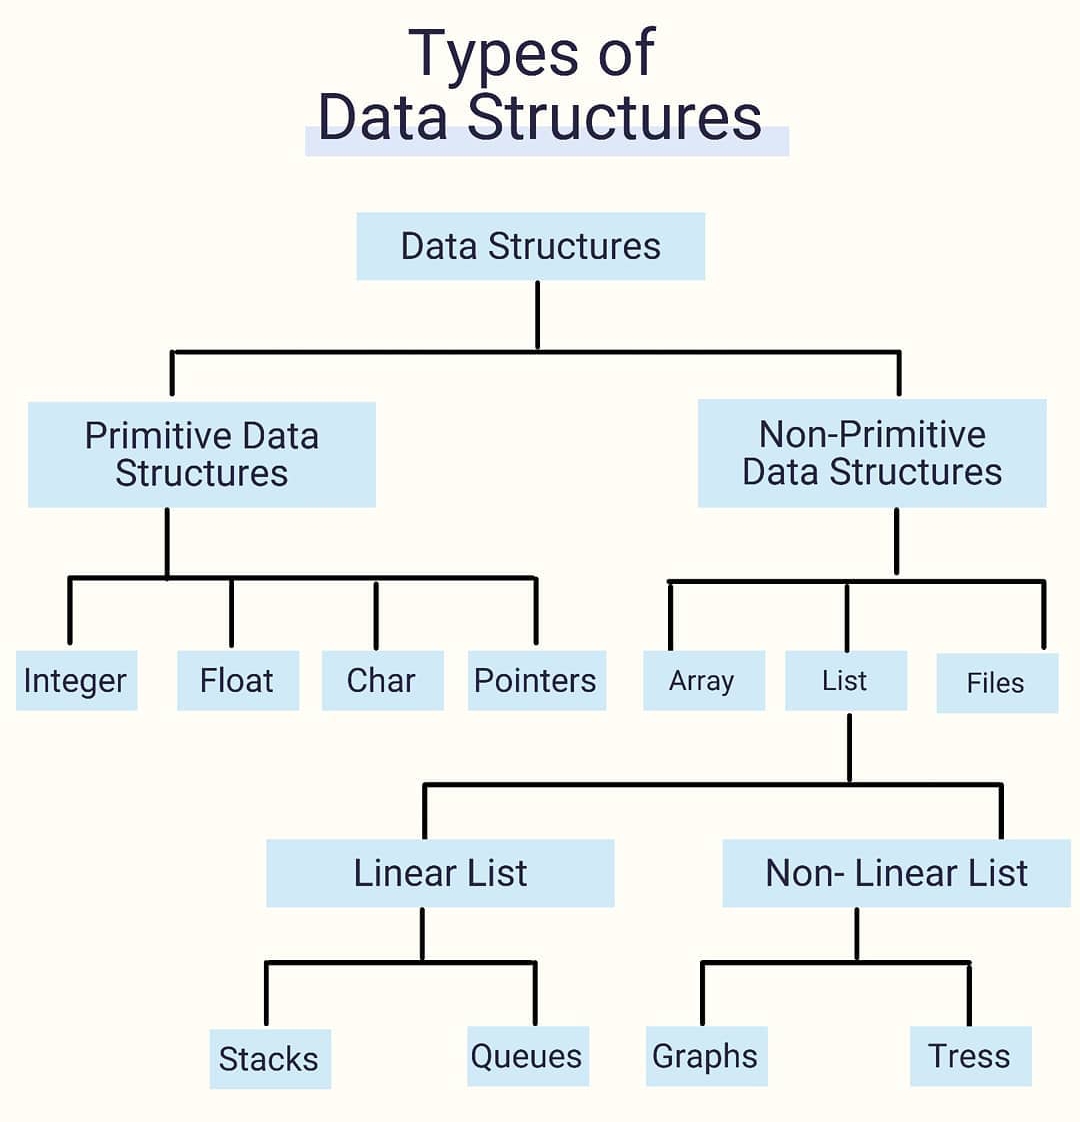 Types of
Data Structures
Data Structures
Primitive Data
Structures
Non-Primitive
Data Structures
Integer
Float
Char
Pointers
Array
List
Files
Linear List
Non- Linear List
Stacks
Queues
Graphs
Tress